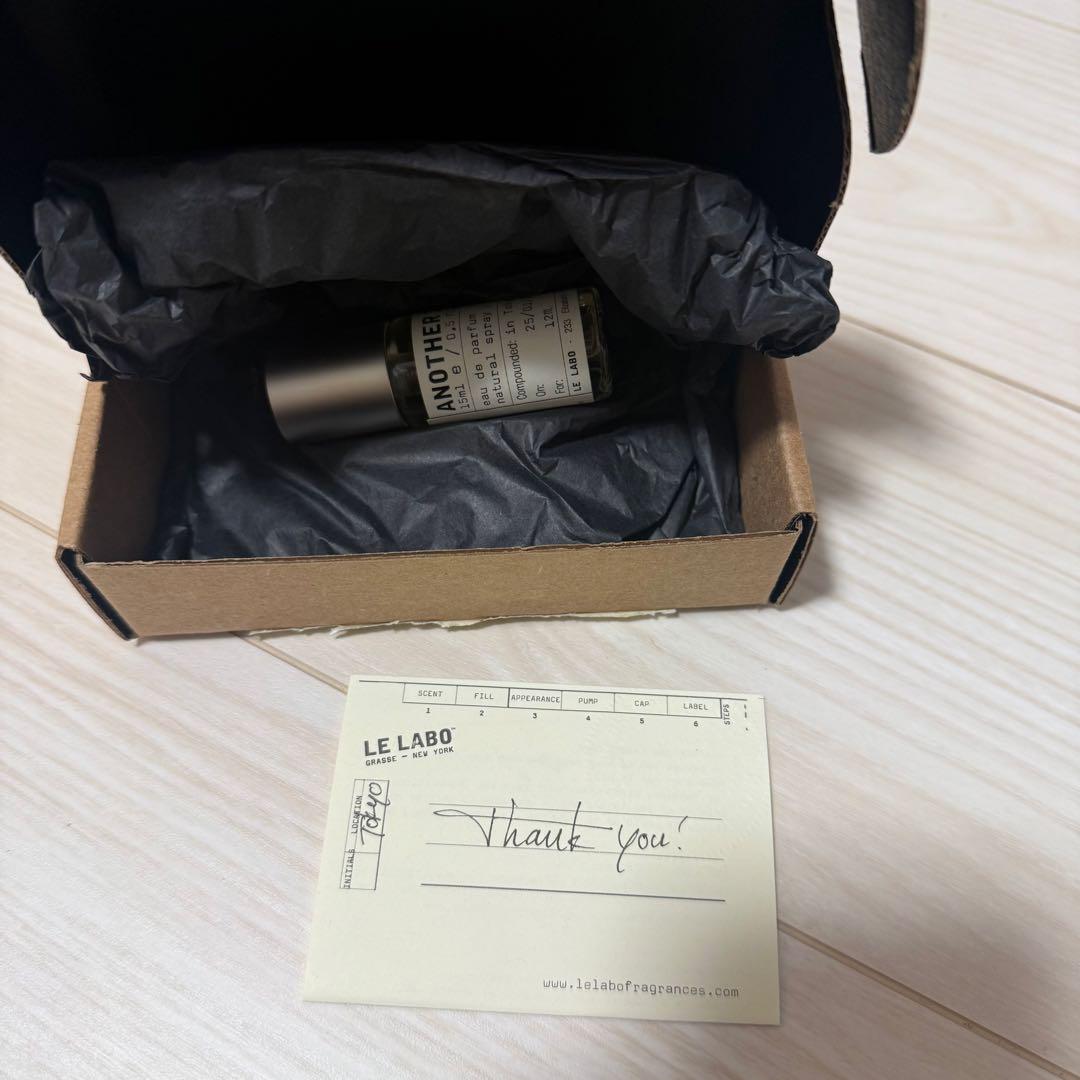 ANOTHER
15ml e / 0.5
eau de parfum
natural spray
Compounded: in
On: 25/01
For: 12M
LE LABO · 233
SCENT FILL APPEARANCE PUMP CAP LABEL STEPS
1 2 3 4 5 6
LE LABO
GRASSE – NEW YORK
LOCATION Tokyo
INITIALS
Thank you!
www.lelabofragrances.com